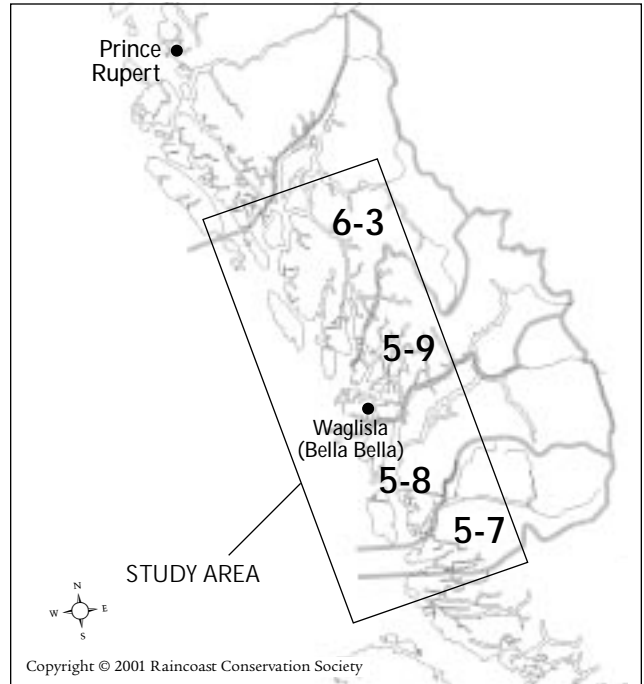 Prince
Rupert
6-3
5-9
Waglisla
(Bella Bella)
5-8
5-7
STUDY AREA
N
W E
S
Copyright © 2001 Raincoast Conservation Society